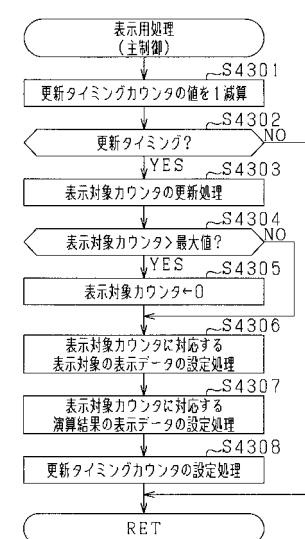 表示用処理
(主制御)
S4301
更新タイミングカウンタの値を1減算
S4302
更新タイミング?
NO
YES
S4303
表示対象カウンタの更新処理
S4304
表示対象カウンタ>最大値?
NO
YES
S4305
表示対象カウンタ←0
S4306
表示対象カウンタに対応する
表示対象の表示データの設定処理
S4307
表示対象カウンタに対応する
演算結果の表示データの設定処理
S4308
更新タイミングカウンタの設定処理
RET